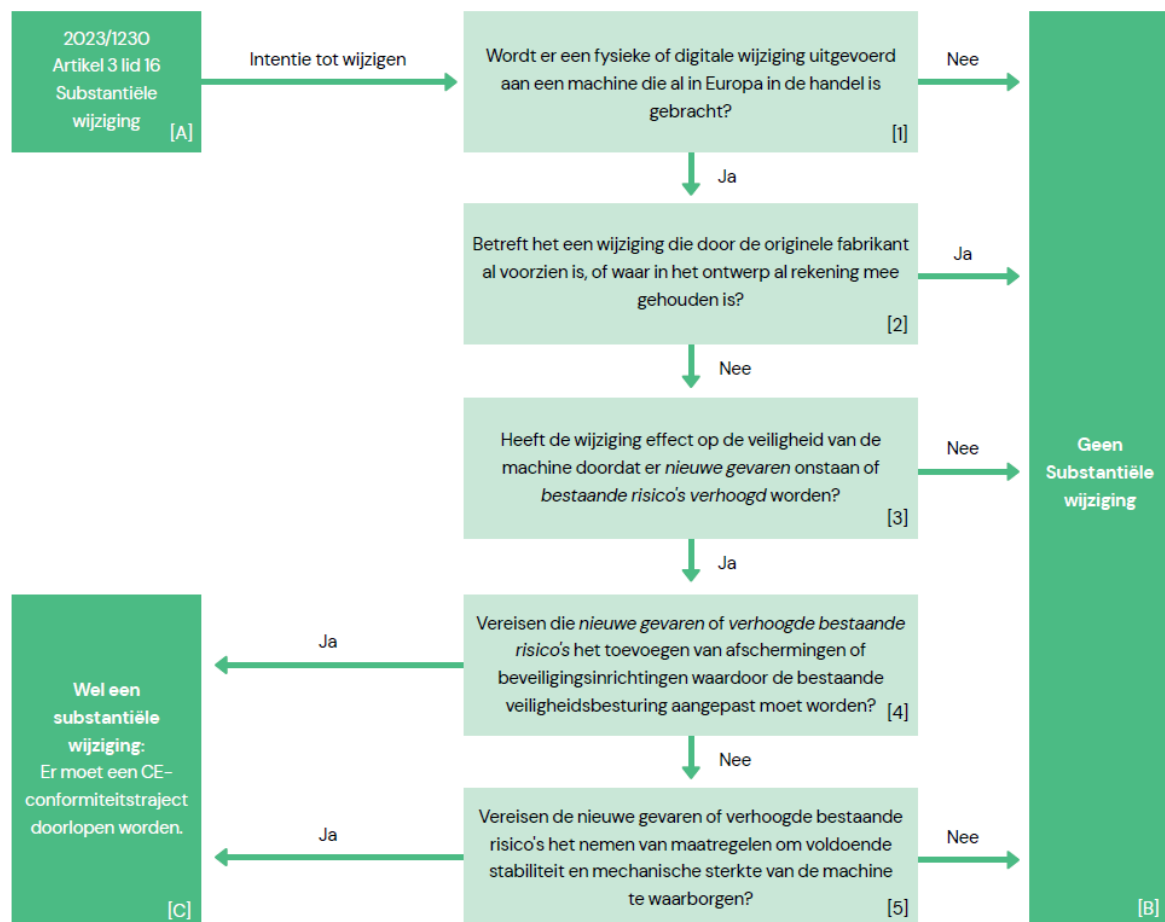 2023/1230
Artikel 3 lid 16
Substantiële
wijziging
[A]
Intentie tot wijzigen
Wordt er een fysieke of digitale wijziging uitgevoerd
aan een machine die al in Europa in de handel is
gebracht?
[1]
Nee
Ja
Betreft het een wijziging die door de originele fabrikant
al voorzien is, of waar in het ontwerp al rekening mee
gehouden is?
[2]
Ja
Nee
Heeft de wijziging effect op de veiligheid van de
machine doordat er nieuwe gevaren onstaan of
bestaande risico's verhoogd worden?
[3]
Nee
Ja
Geen
Substantiële
wijziging
Vereisen die nieuwe gevaren of verhoogde bestaande
risico's het toevoegen van afschermingen of
beveiligingsinrichtingen waardoor de bestaande
veiligheidsbesturing aangepast moet worden?
[4]
Ja
Nee
Wel een
substantiële
wijziging:
Er moet een CE-
conformiteitstraject
doorlopen worden.
[C]
Vereisen de nieuwe gevaren of verhoogde bestaande
risico's het nemen van maatregelen om voldoende
stabiliteit en mechanische sterkte van de machine
te waarborgen?
[5]
Ja
Nee
[B]